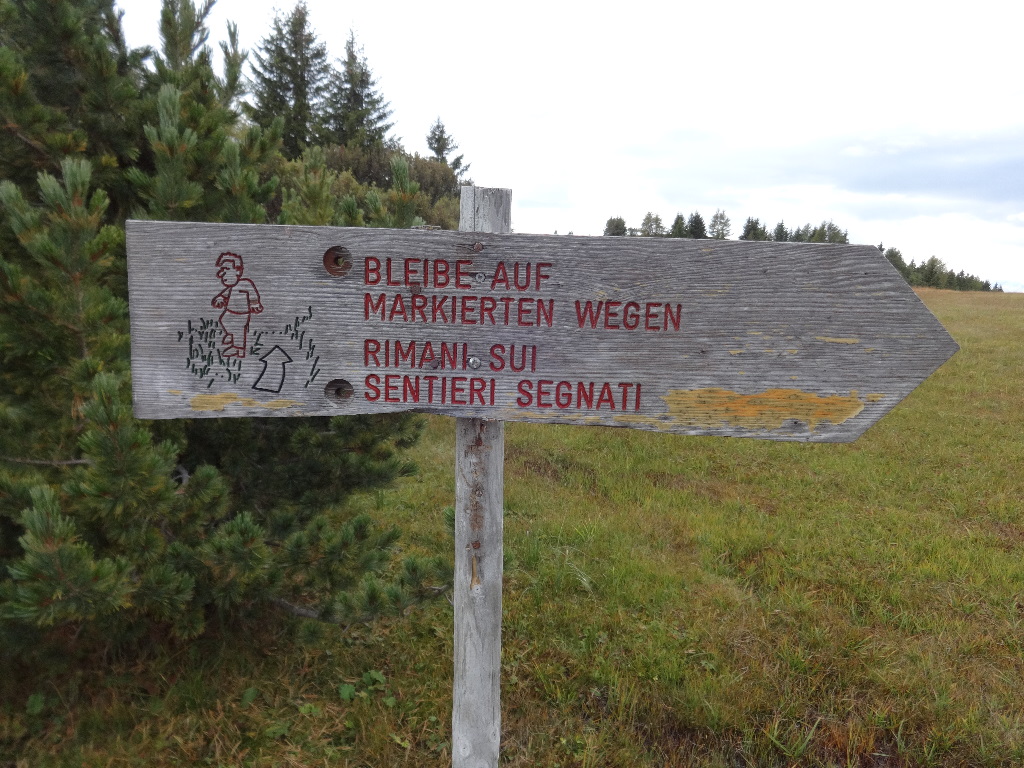 BLEIBE AUF
MARKIERTEN WEGEN
RIMANI SUI
SENTIERI SEGNATI